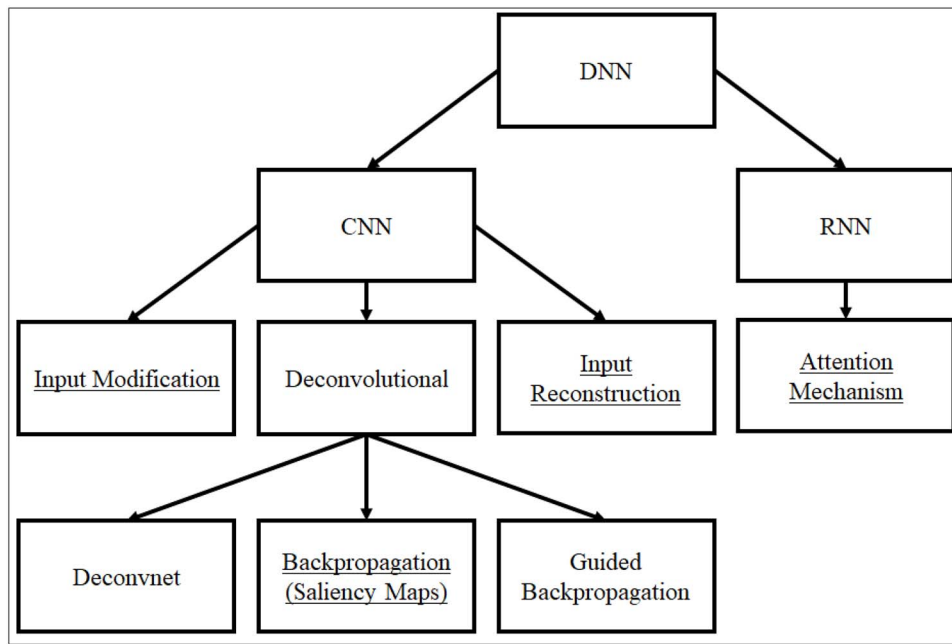 DNN
CNN
RNN
Input Modification
Deconvolutional
Input
Reconstruction
Attention
Mechanism
Deconvnet
Backpropagation
(Saliency Maps)
Guided
Backpropagation